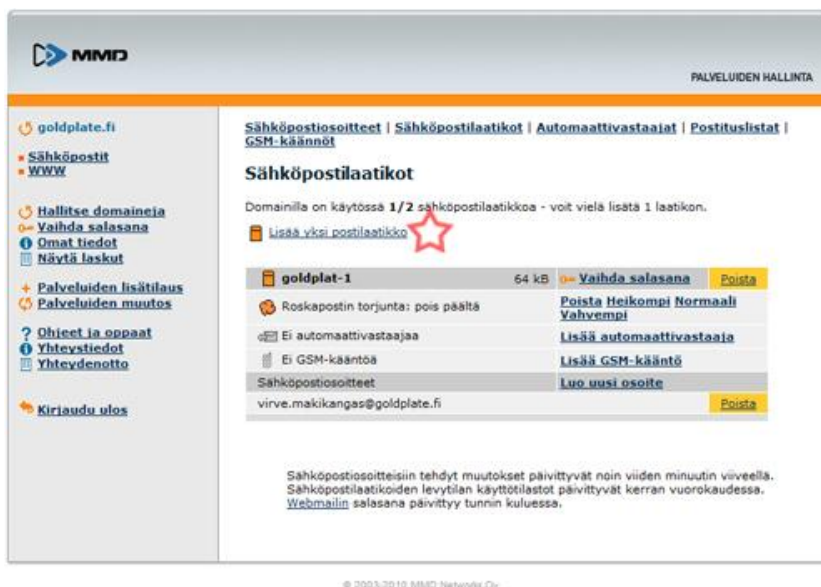 MMD
PALVELUIDEN HALLINTA
goldplate.fi
Sähköpostit
WWW
Hallitse domaineja
Vaihda salasana
Omat tiedot
Näytä laskut
Palveluiden lisätilaus
Palveluiden muutos
Ohjeet ja oppaat
Yhteystiedot
Yhteydenotto
Kirjaudu ulos
Sähköpostiosoitteet | Sähköpostilaatikot | Automaattivastaajat | Postituslistat |
GSM-käännöt
Sähköpostilaatikot
Domainilla on käytössä 1/2 sähköpostilaatikkoa - voit vielä lisätä 1 laatikon.
Lisää yksi postilaatikko
goldplat-1 64 kB Vaihda salasana Poista
Roskapostin torjunta: pois päältä Poista Heikompi Normaali
Vahvempi
Ei automaattivastaajaa Lisää automaattivastaaja
Ei GSM-kääntöä Lisää GSM-kääntö
Sähköpostiosoitteet Luo uusi osoite
virve.makikangas@goldplate.fi Poista
Sähköpostiosoitteisiin tehdyt muutokset päivittyvät noin viiden minuutin viiveellä.
Sähköpostilaatikoiden levytilan käyttötilastot päivittyvät kerran vuorokaudessa.
Webmailin salasana päivittyy tunnin kuluessa.
© 2003-2010 MMD Networks Oy